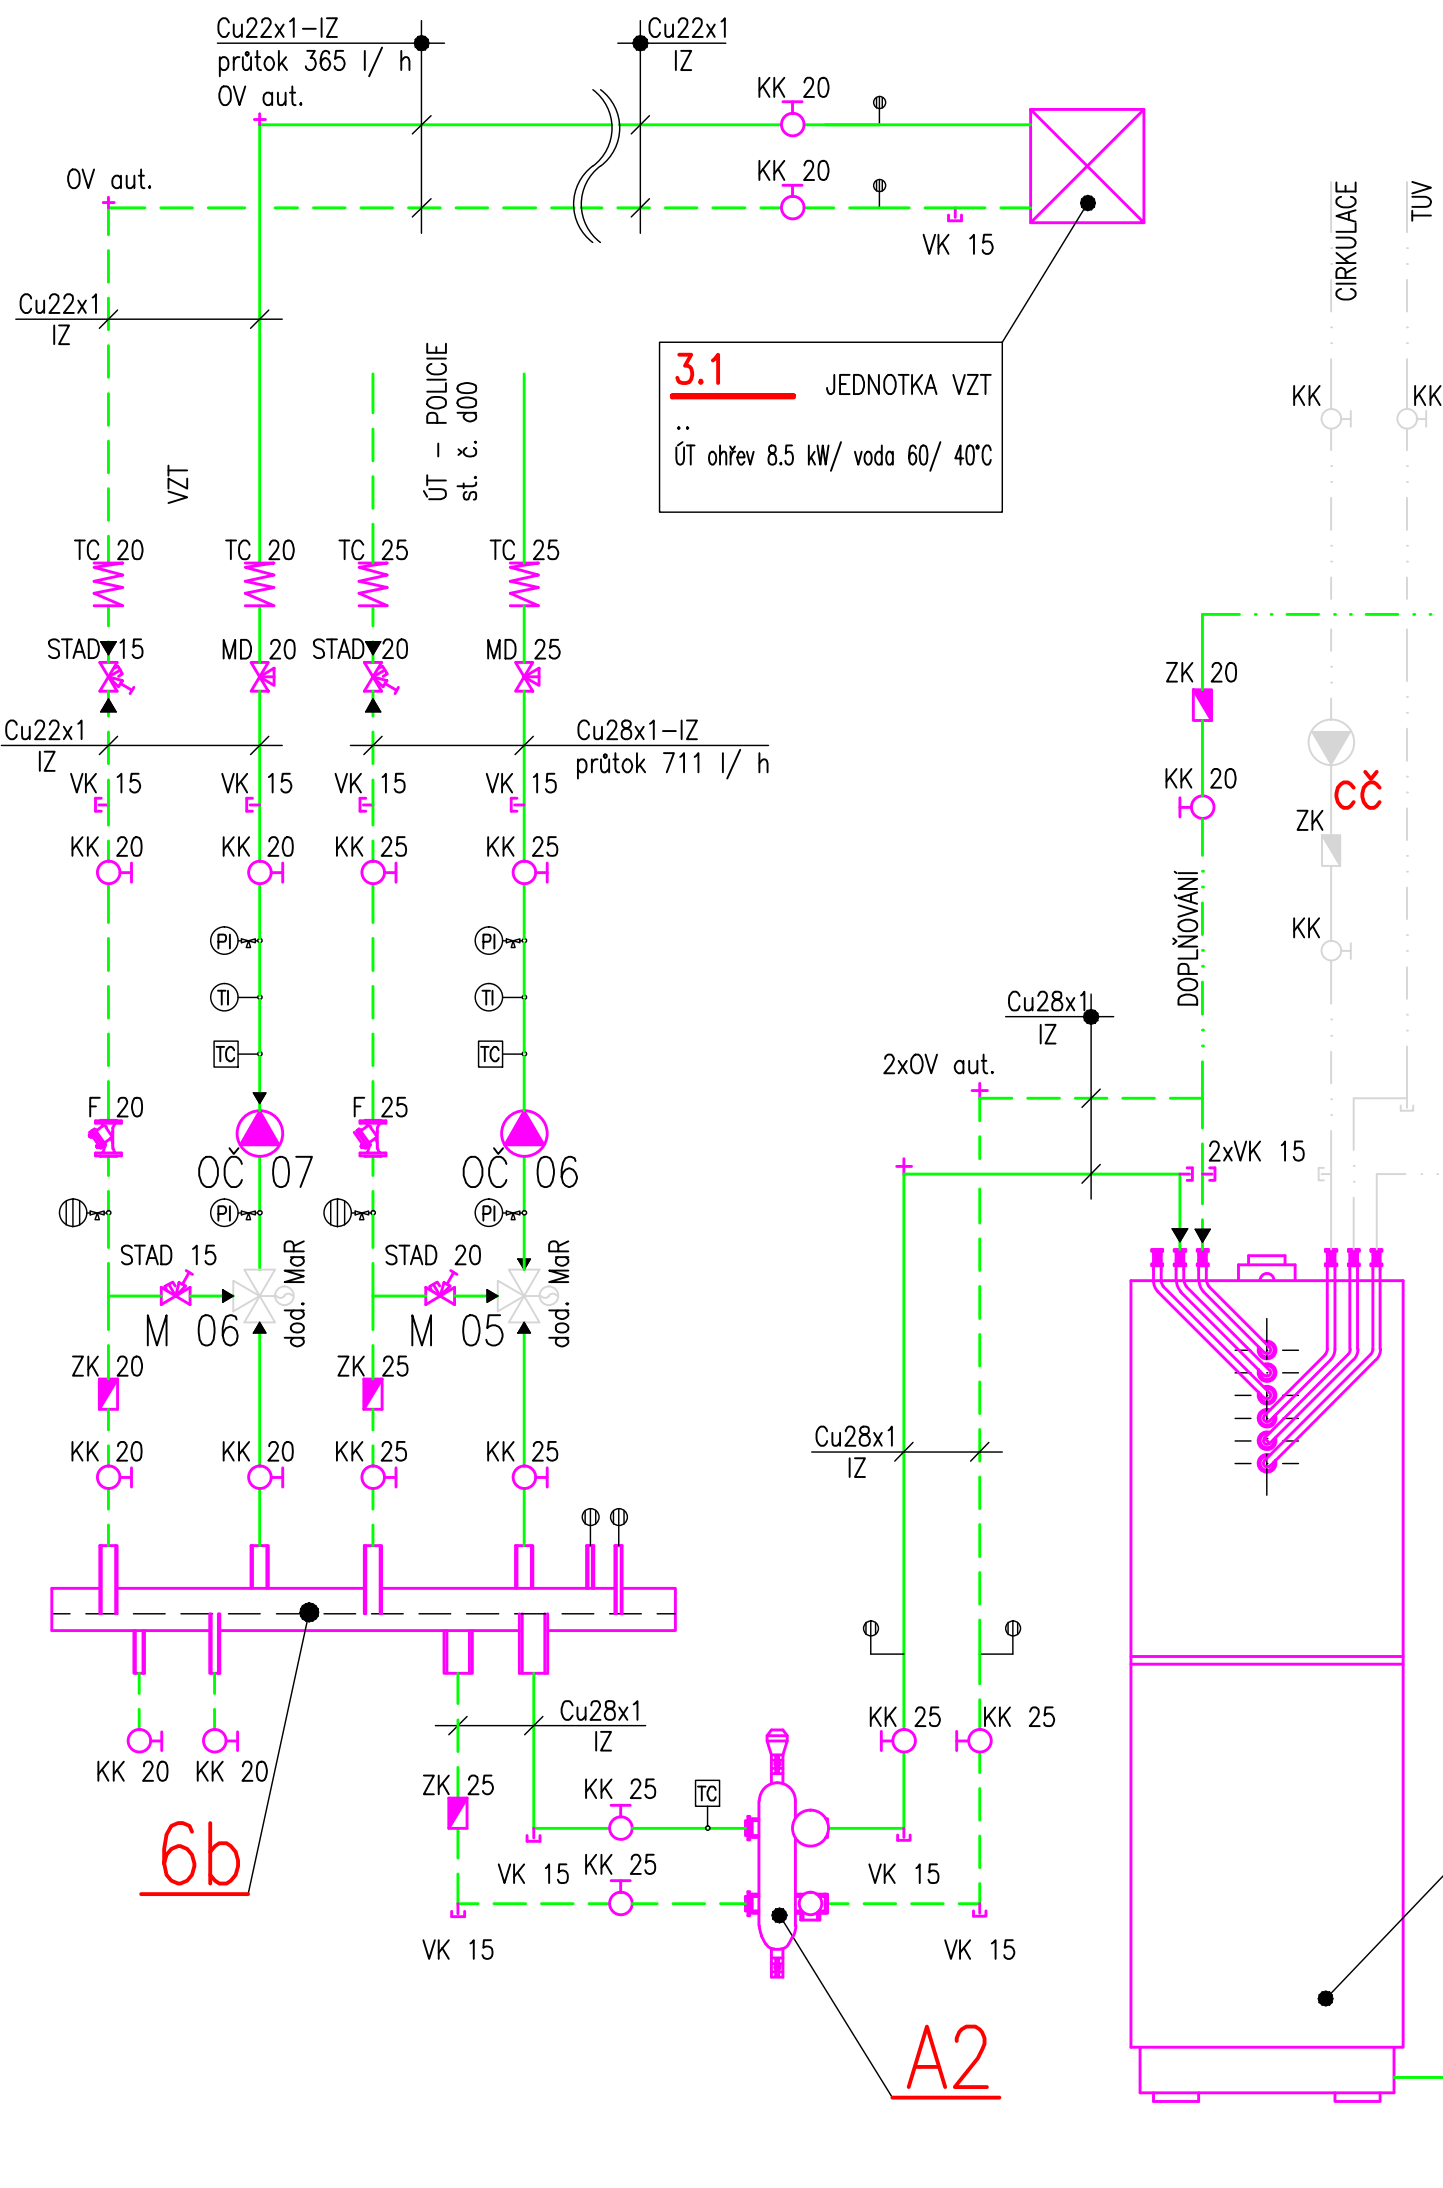 Cu22x1-IZ
průtok 365 l/ h
OV aut.
Cu22x1
IZ
KK 20
KK 20
OV aut.
VK 15
CIRKULACE
TUV
Cu22x1
IZ
VZT
ÚT - POLICIE
st. č. d00
3.1
JEDNOTKA VZT
..
ÚT ohřev 8.5 kW/ voda 60/ 40°C
KK
KK
TC 20
TC 20
TC 25
TC 25
STAD 15
MD 20
STAD 20
MD 25
ZK 20
Cu22x1
IZ
Cu28x1-IZ
průtok 711 l/ h
VK 15
VK 15
VK 15
VK 15
KK 20
CČ
ZK
KK 20
KK 20
KK 25
KK 25
DOPLŇOVÁNÍ
KK
PI
PI
TI
TI
Cu28x1
IZ
TC
TC
2xOV aut.
F 20
F 25
OČ 07
OČ 06
2xVK 15
PI
PI
STAD 15
STAD 20
dod. MaR
dod. MaR
M 06
M 05
ZK 20
ZK 25
KK 20
KK 20
KK 25
KK 25
Cu28x1
IZ
Cu28x1
IZ
KK 25
KK 25
KK 20
KK 20
ZK 25
KK 25
TC
6b
VK 15
KK 25
VK 15
VK 15
VK 15
A2